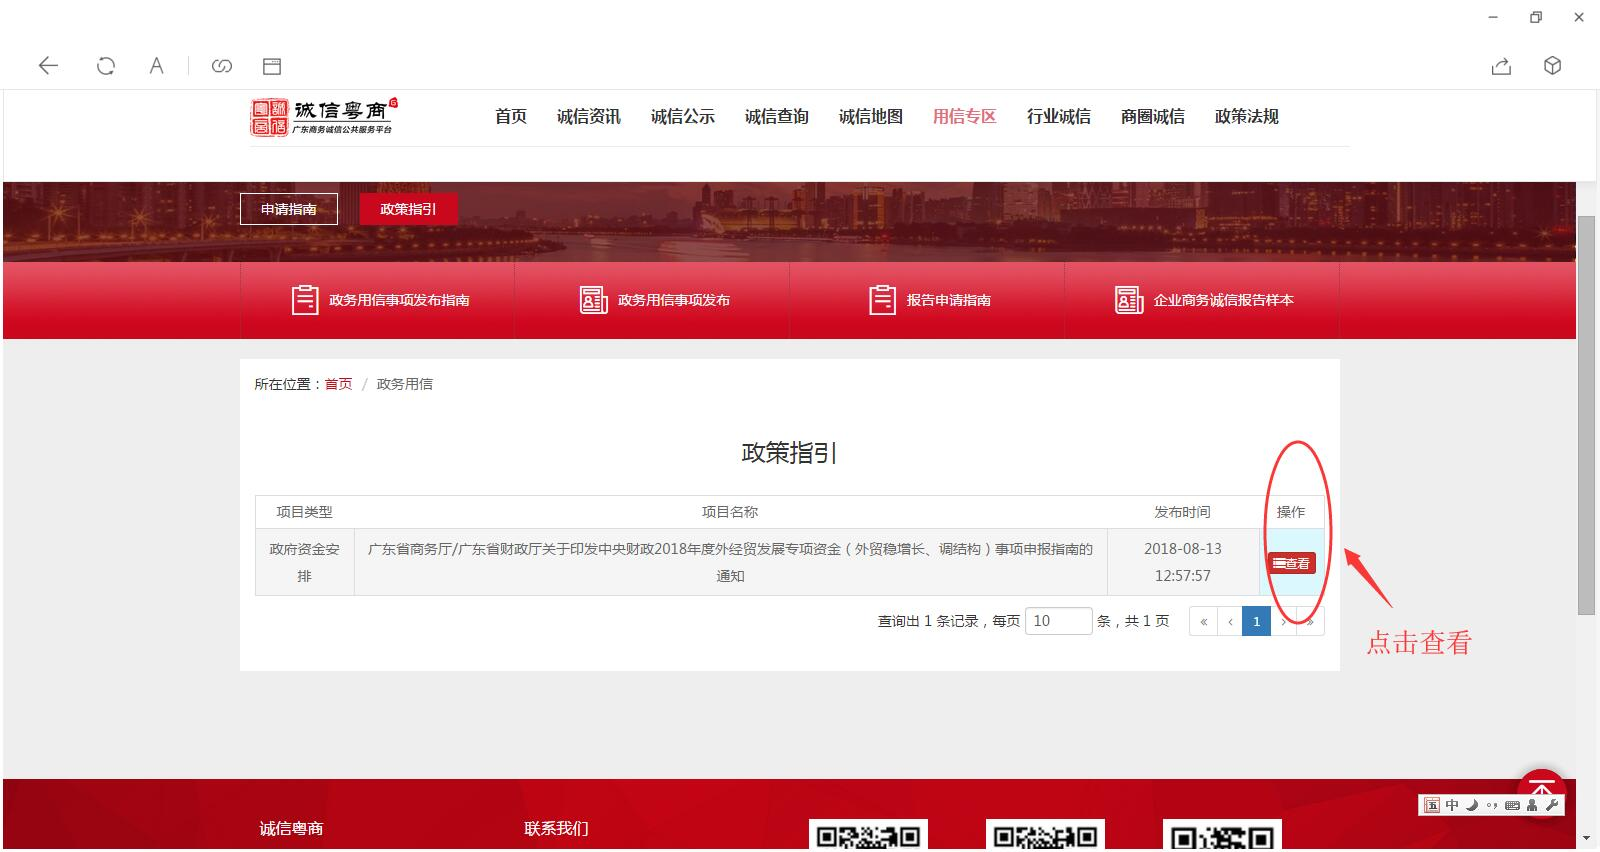 诚信粤商
广东商务诚信公共服务平台
首页 诚信资讯 诚信公示 诚信查询 诚信地图 用信专区 行业诚信 商圈诚信 政策法规
申请指南 政策指引
政务用信事项发布指南 政务用信事项发布 报告申请指南 企业商务诚信报告样本
所在位置：首页 / 政务用信
政策指引
项目类型 项目名称 发布时间 操作
政府资金安 广东省商务厅/广东省财政厅关于印发中央财政2018年度外经贸发展专项资金（外贸稳增长、调结构）事项申报指南的 2018-08-13
查看
排 通知 12:57:57
查询出 1 条记录，每页 10 条，共 1 页 « ‹ 1 › »
点击查看
五 中
诚信粤商 联系我们